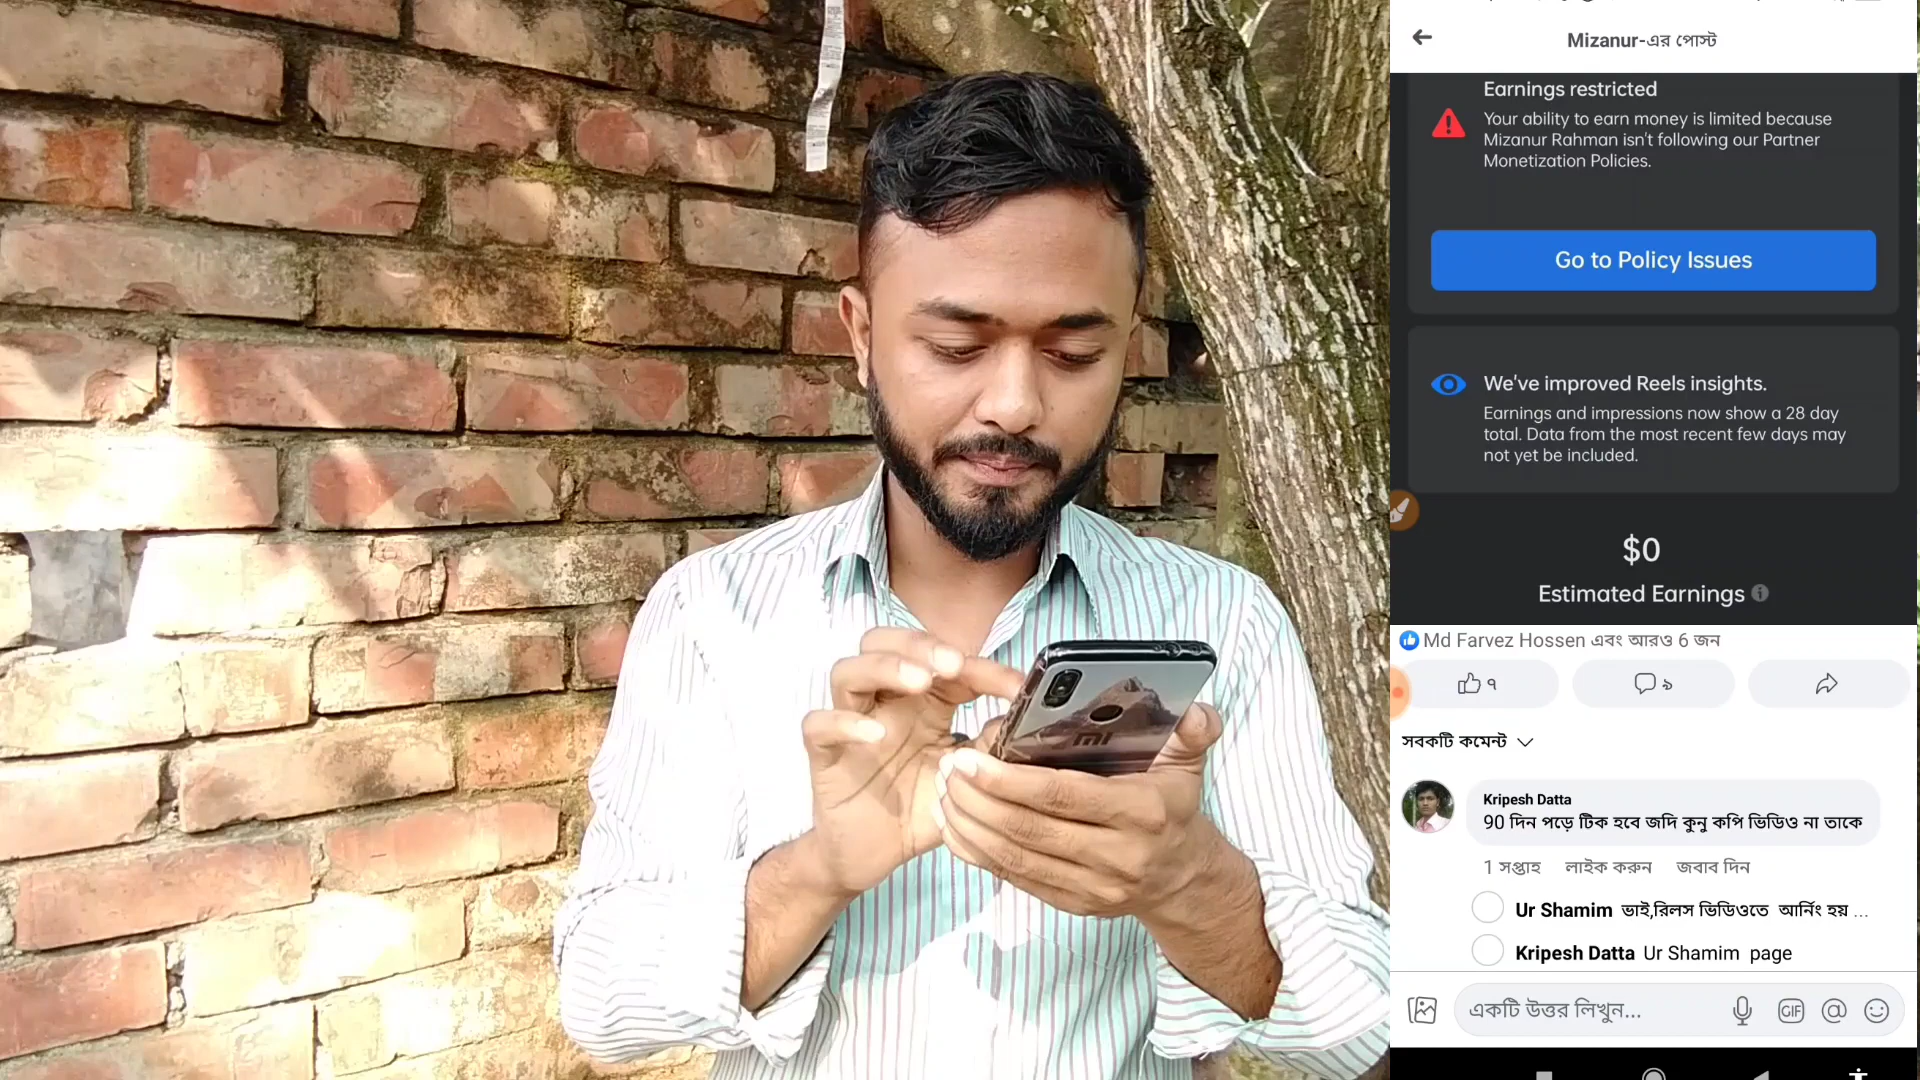 Mizanur-এর পোস্ট
Earnings restricted
Your ability to earn money is limited because
Mizanur Rahman isn't following our Partner
Monetization Policies.
Go to Policy Issues
We've improved Reels insights.
Earnings and impressions now show a 28 day
total. Data from the most recent few days may
not yet be included.
$0
Estimated Earnings
Md Farvez Hossen এবং আরও 6 জন
৭
৯
সবকটি কমেন্ট
Kripesh Datta
90 দিন পড়ে টিক হবে জদি কুনু কপি ভিডিও না তাকে
1 সপ্তাহ লাইক করুন জবাব দিন
Ur Shamim ভাই,রিলস ভিডিওতে আর্নিং হয় ...
Kripesh Datta Ur Shamim page
একটি উত্তর লিখুন...
GIF
MI